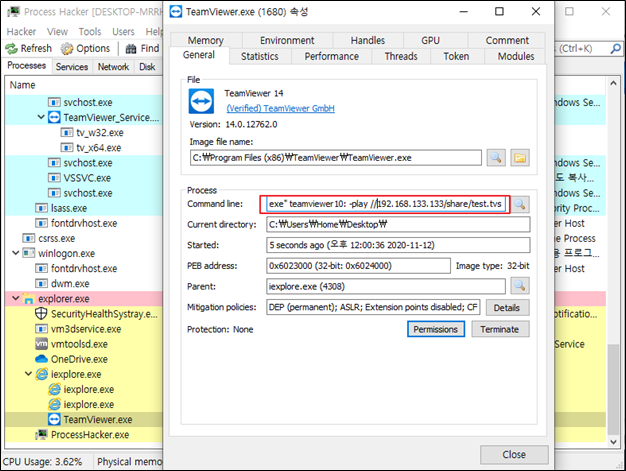 Process Hacker [DESKTOP-MRRH
Hacker View Tools Users Help
Refresh Options Find
(Ctrl+K)
Processes Services Network Disk
Name
svchost.exe
TeamViewer_Service....
tv_w32.exe
tv_x64.exe
svchost.exe
VSSVC.exe
svchost.exe
lsass.exe
fontdrvhost.exe
csrss.exe
winlogon.exe
fontdrvhost.exe
dwm.exe
explorer.exe
SecurityHealthSystray.e...
vm3dservice.exe
vmtoolsd.exe
OneDrive.exe
iexplore.exe
iexplore.exe
iexplore.exe
TeamViewer.exe
ProcessHacker.exe
CPU Usage: 3.62% Physical memo
TeamViewer.exe (1680) 속성
Memory Environment Handles GPU Comment
General Statistics Performance Threads Token Modules
File
TeamViewer 14
(Verified) TeamViewer GmbH
Version: 14.0.12762.0
Image file name:
C:₩Program Files (x86)₩TeamViewer₩TeamViewer.exe
Process
Command line: exe" teamviewer10: -play //192.168.133.133/share/test.tvs
Current directory: C:₩Users₩Home₩Desktop₩
Started: 5 seconds ago (오후 12:00:36 2020-11-12)
PEB address: 0x6023000 (32-bit: 0x6024000) Image type: 32-bit
Parent: iexplore.exe (4308)
Mitigation policies: DEP (permanent); ASLR; Extension points disabled; CF Details
Protection: None Permissions Terminate
Close
ndows Se...
ndows Se...
도 복사...
ndows Se...
ority Proc...
er Host
e Process
온 응용 프로...
er Host
otificatio...
Service